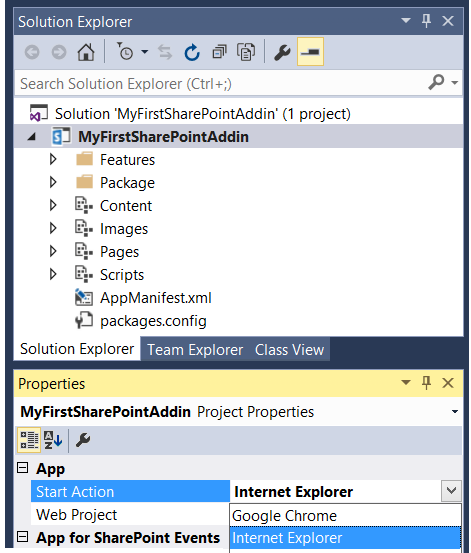 Solution Explorer
Search Solution Explorer (Ctrl+;)
Solution 'MyFirstSharePointAddin' (1 project)
MyFirstSharePointAddin
Features
Package
Content
Images
Pages
Scripts
AppManifest.xml
packages.config
Solution Explorer Team Explorer Class View
Properties
MyFirstSharePointAddin Project Properties
App
Start Action Internet Explorer
Web Project Google Chrome
App for SharePoint Events Internet Explorer